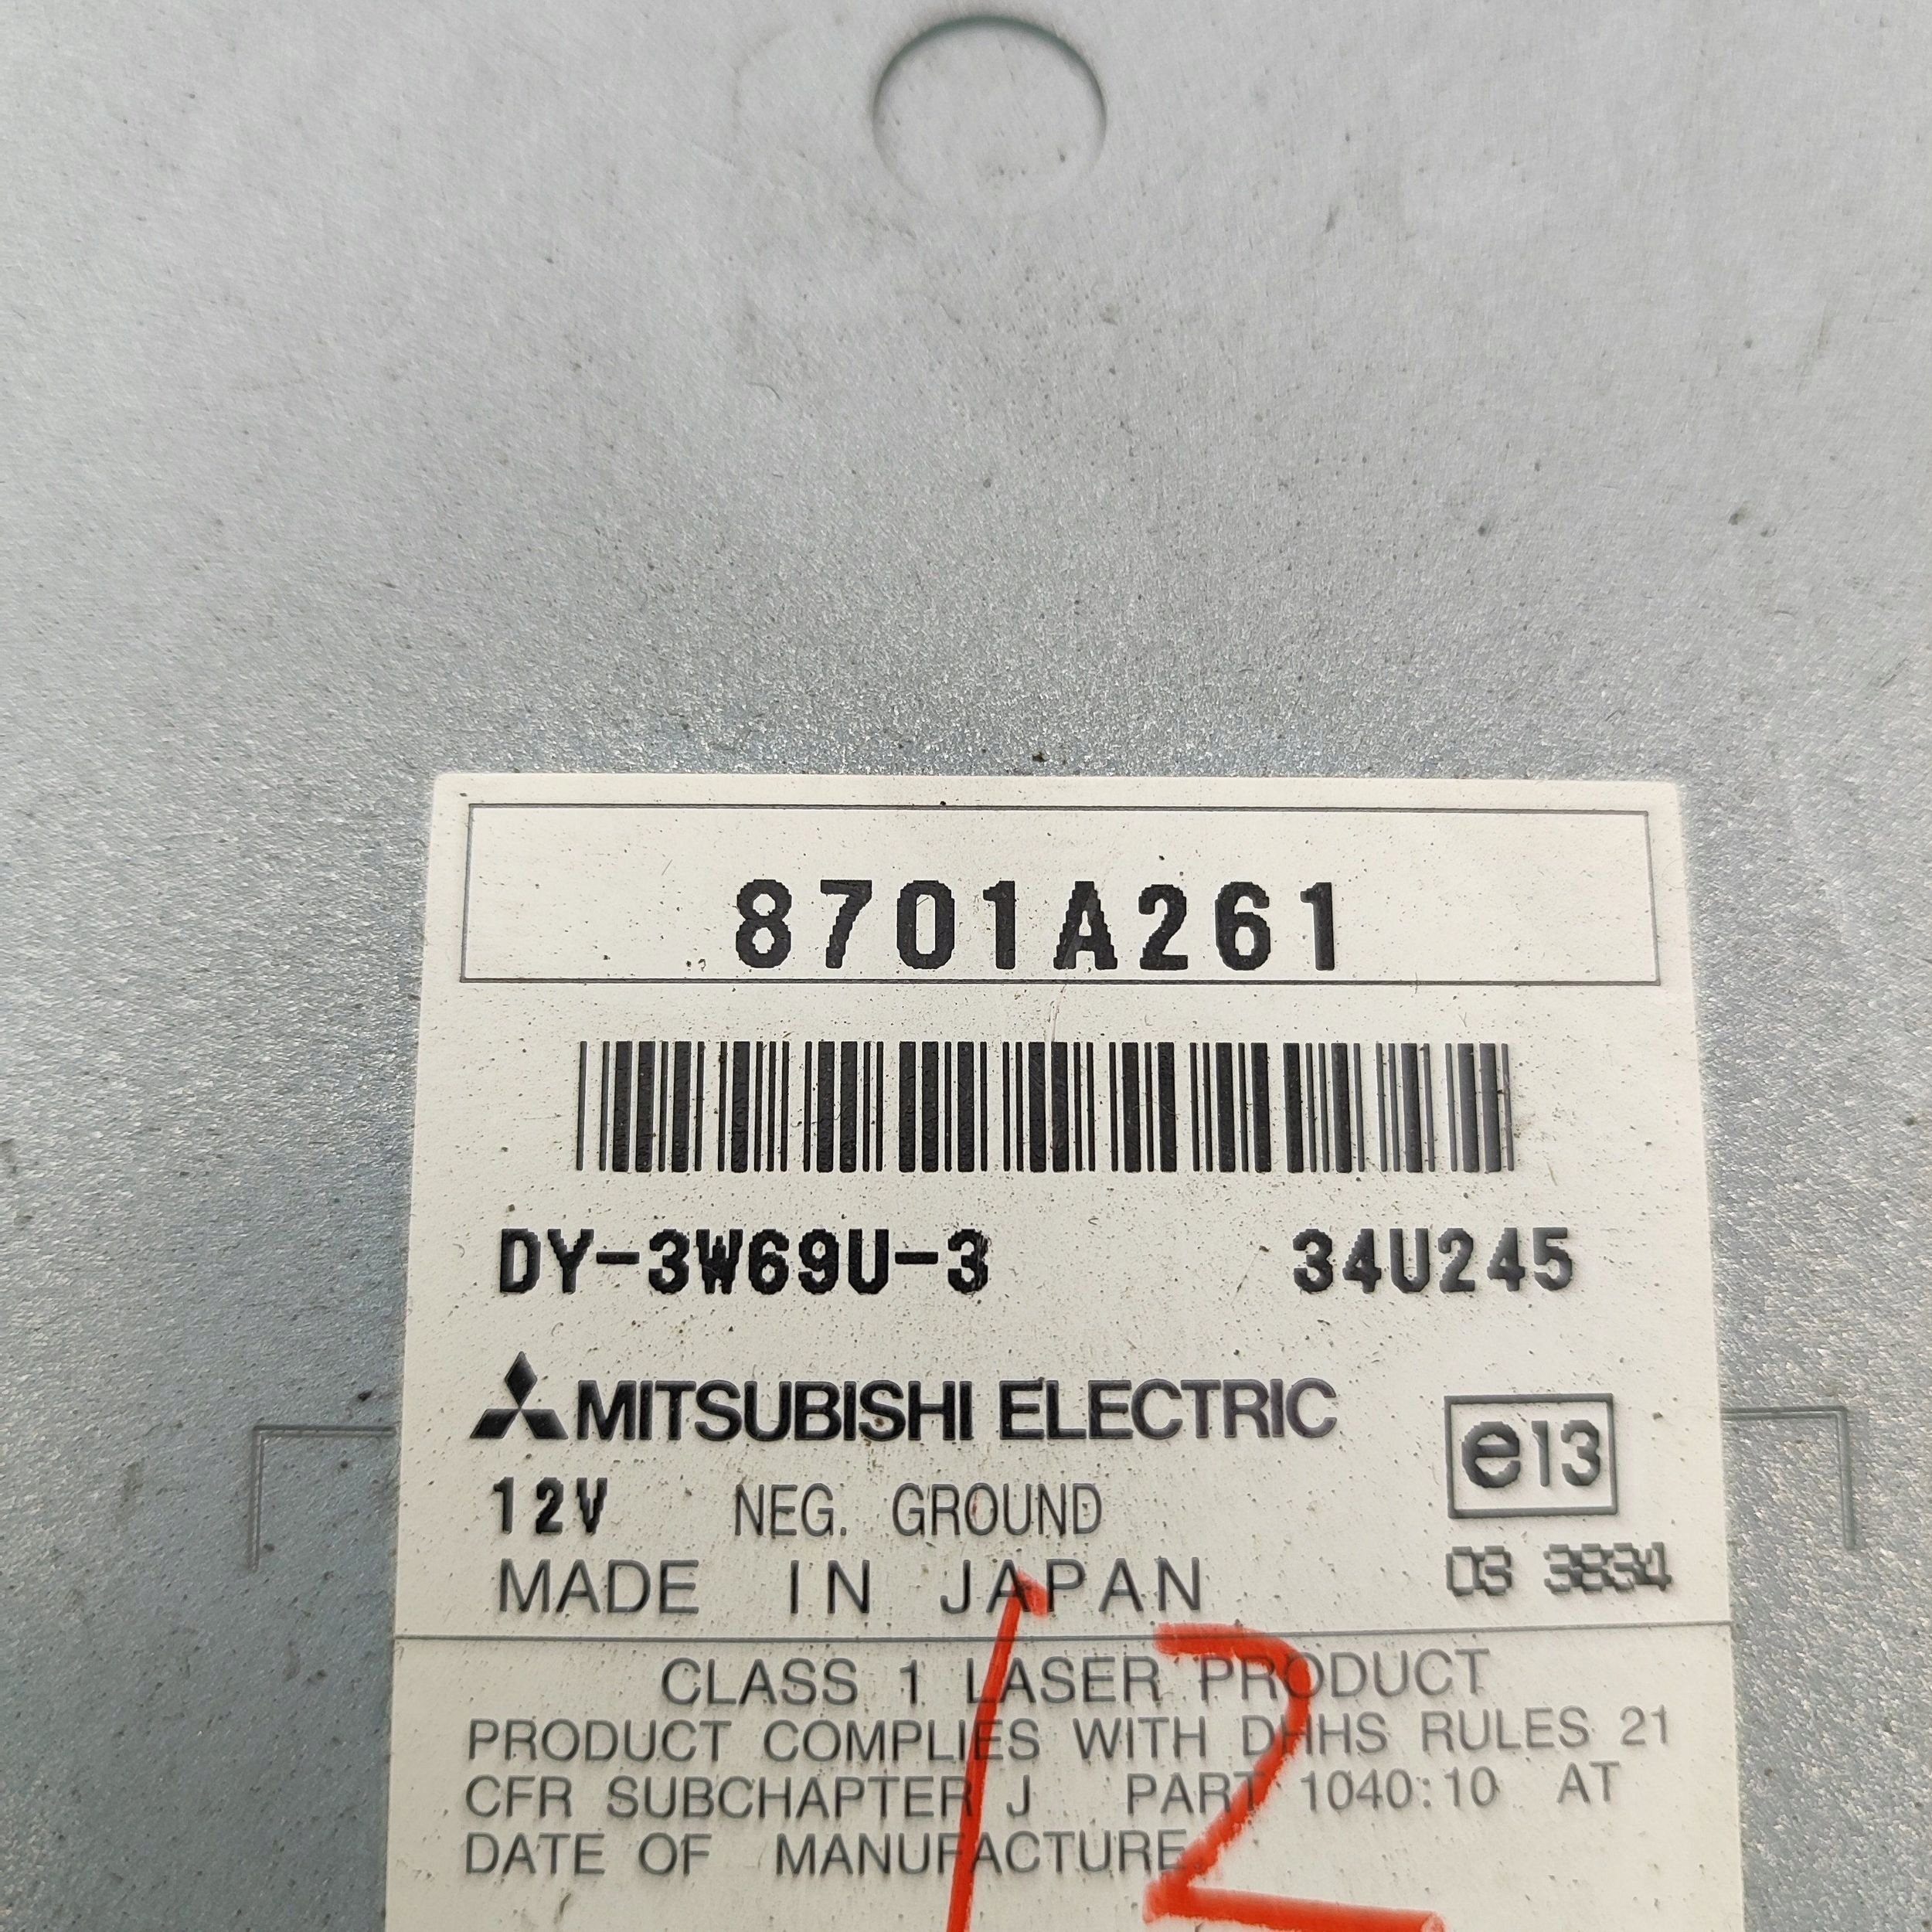 8701A261
DY-3W69U-3 34U245
MITSUBISHI ELECTRIC
e13
12V NEG. GROUND
MADE IN JAPAN
03 3834
CLASS 1 LASER PRODUCT
PRODUCT COMPLIES WITH DHHS RULES 21
CFR SUBCHAPTER J PART 1040:10 AT
DATE OF MANUFACTURE.
12